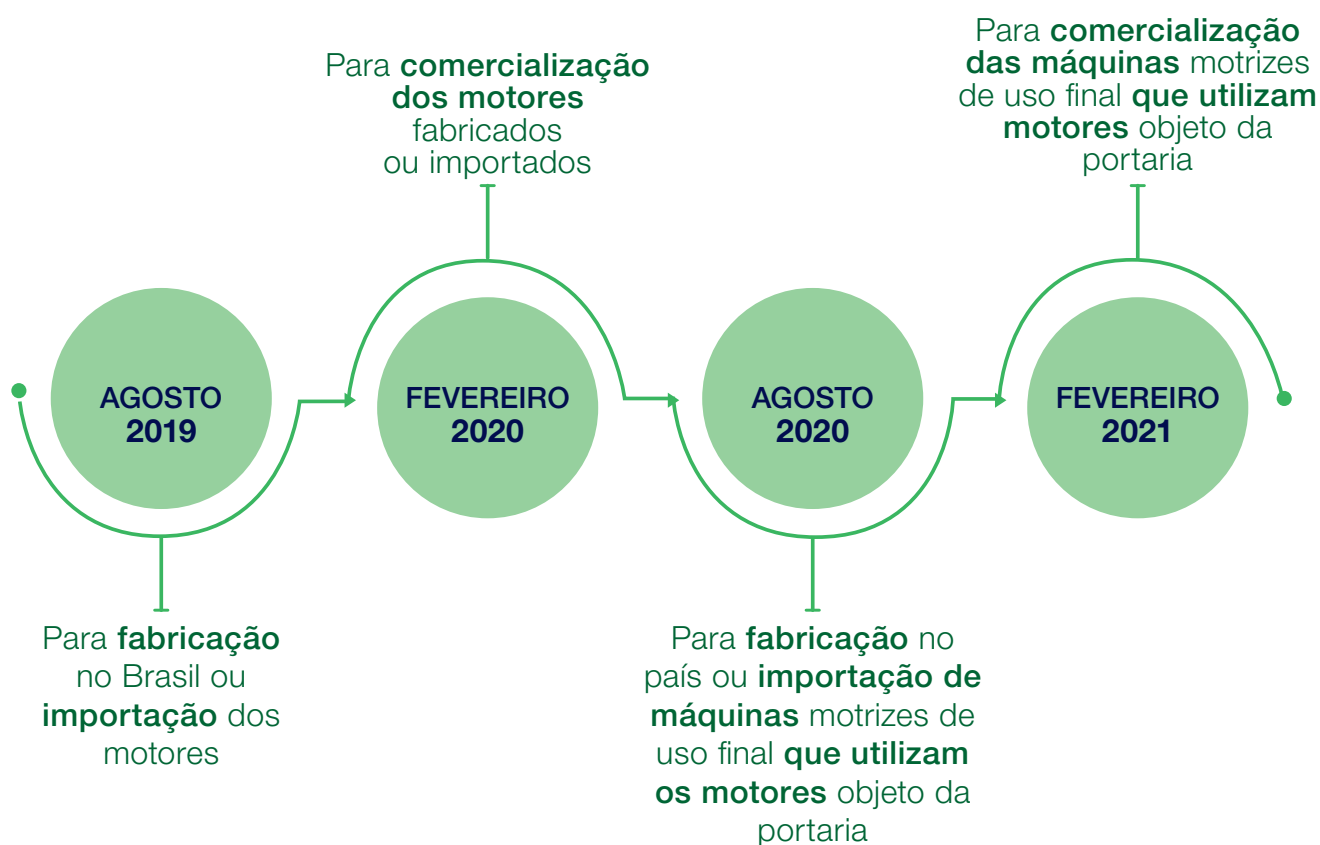 AGOSTO
2019
Para fabricação
no Brasil ou
importação dos
motores
Para comercialização
dos motores
fabricados
ou importados
FEVEREIRO
2020
AGOSTO
2020
Para fabricação no
país ou importação de
máquinas motrizes de
uso final que utilizam
os motores objeto da
portaria
Para comercialização
das máquinas motrizes
de uso final que utilizam
motores objeto da
portaria
FEVEREIRO
2021